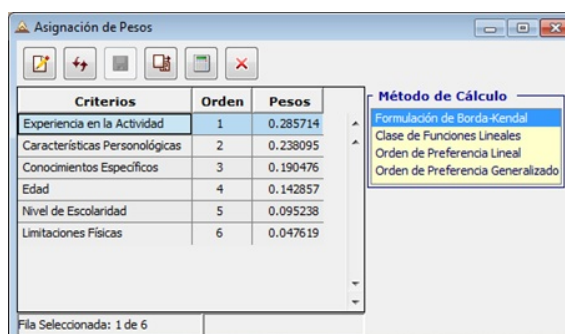 Asignación de Pesos
Criterios Orden Pesos
Experiencia en la Actividad 1 0.285714
Características Personológicas 2 0.238095
Conocimientos Específicos 3 0.190476
Edad 4 0.142857
Nivel de Escolaridad 5 0.095238
Limitaciones Físicas 6 0.047619
Fila Seleccionada: 1 de 6
Método de Cálculo
Formulación de Borda-Kendal
Clase de Funciones Lineales
Orden de Preferencia Lineal
Orden de Preferencia Generalizado